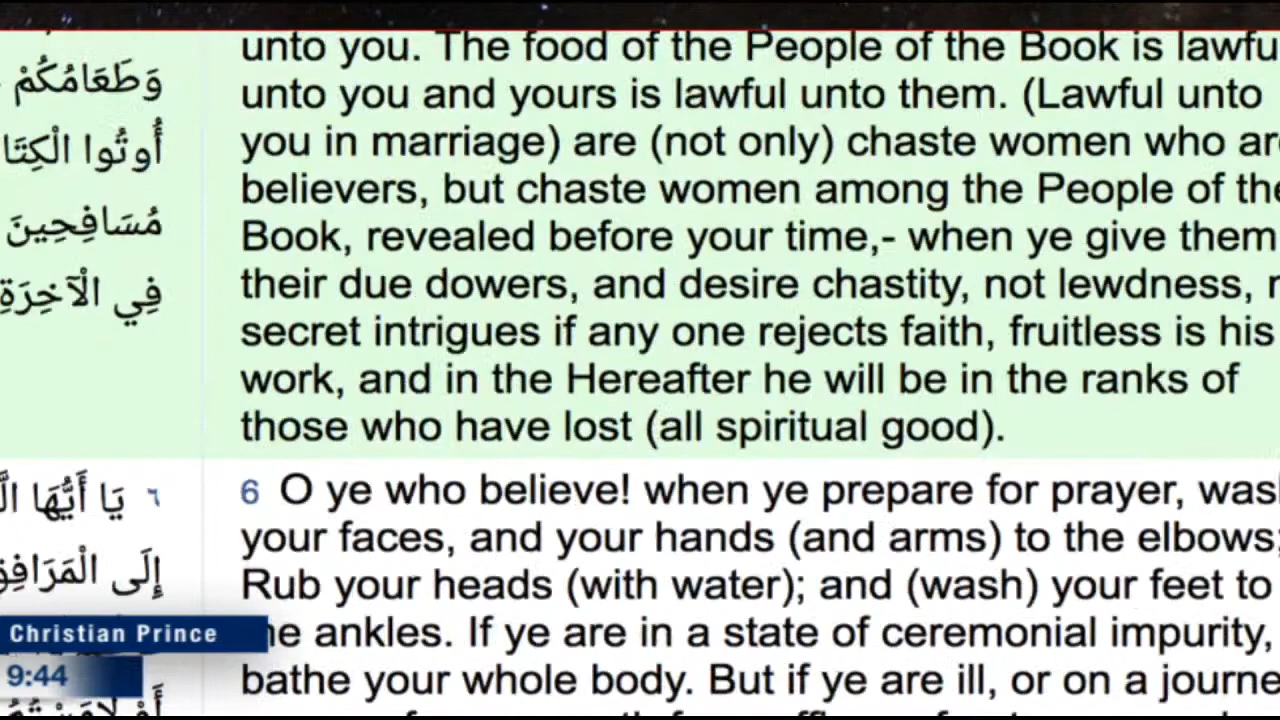 unto you. The food of the People of the Book is lawfu
unto you and yours is lawful unto them. (Lawful unto
you in marriage) are (not only) chaste women who are
believers, but chaste women among the People of the
Book, revealed before your time,- when ye give them
their due dowers, and desire chastity, not lewdness,
secret intrigues if any one rejects faith, fruitless is his
work, and in the Hereafter he will be in the ranks of
those who have lost (all spiritual good).
6 O ye who believe! when ye prepare for prayer, wash
your faces, and your hands (and arms) to the elbows;
Rub your heads (with water); and (wash) your feet to
he ankles. If ye are in a state of ceremonial impurity,
bathe your whole body. But if ye are ill, or on a journe
وَطَعَامُكُمْ
أُوتُوا الْكِتَا
مُسَافِحِينَ
فِي الْآخِرَةِ
٦ يَا أَيُّهَا
إِلَى الْمَرَافِقِ
Christian Prince
9:44